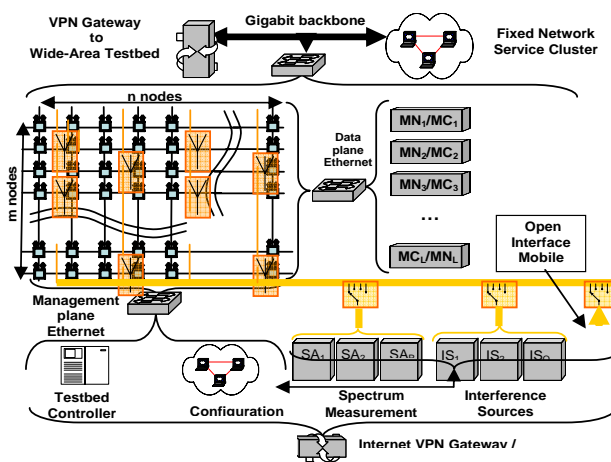 VPN Gateway
to
Wide-Area Testbed
Gigabit backbone
Fixed Network
Service Cluster
n nodes
m nodes
Data
plane
Ethernet
MN1/MC1
MN2/MC2
MN3/MC3
...
MCL/MNL
Open
Interface
Mobile
Management
plane
Ethernet
SA1
SA2
SAP
IS1
IS2
ISQ
Testbed
Controller
Configuration
Spectrum
Measurement
Interference
Sources
Internet VPN Gateway /